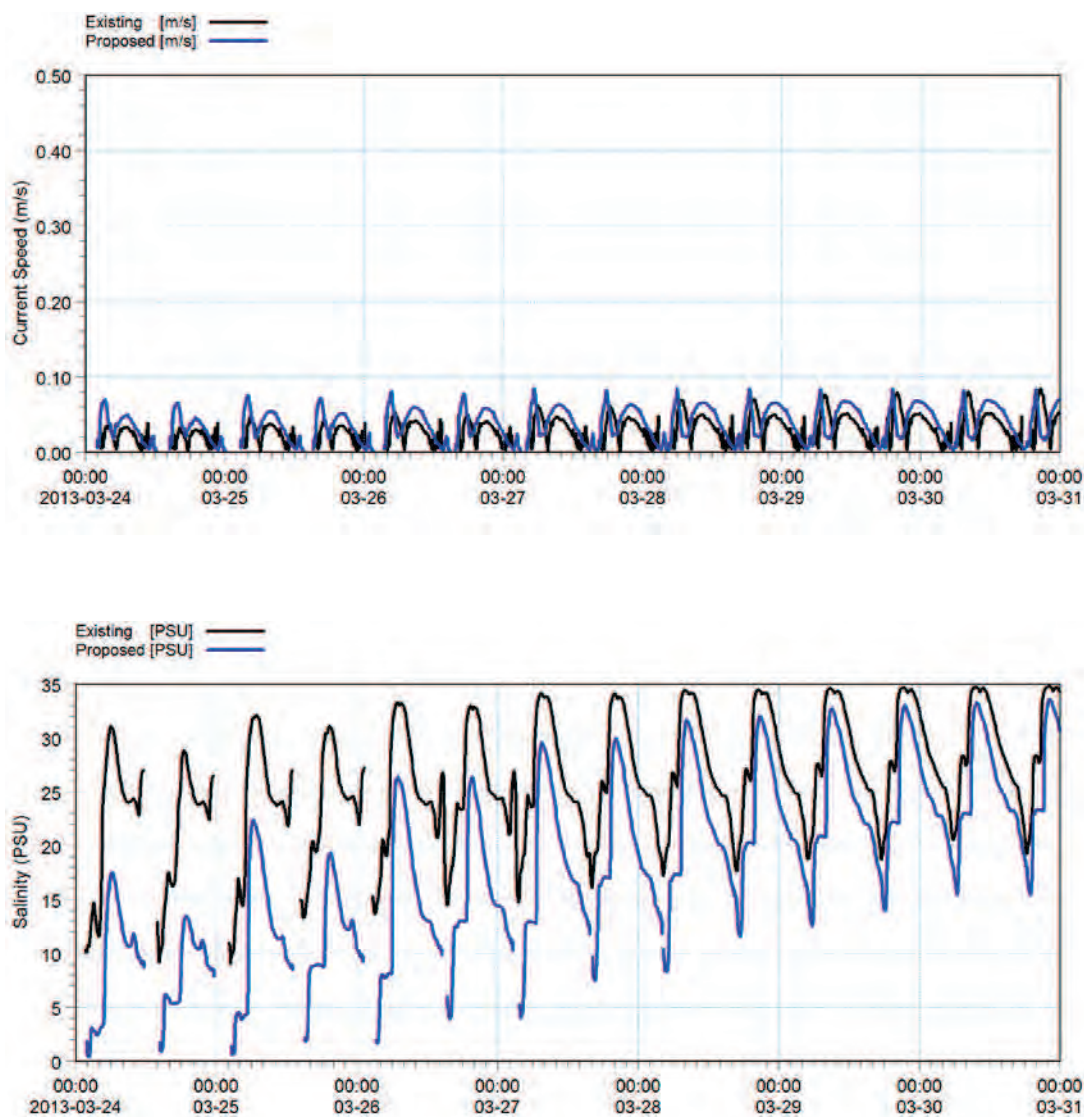 Existing [m/s]
Proposed [m/s]
0.50
0.40
0.30
0.20
0.10
0.00
Current Speed (m/s)
00:00 00:00 00:00 00:00 00:00 00:00 00:00 00:00
2013-03-24 03-25 03-26 03-27 03-28 03-29 03-30 03-31
Existing [PSU]
Proposed [PSU]
35
30
25
20
15
10
5
0
Salinity (PSU)
00:00 00:00 00:00 00:00 00:00 00:00 00:00 00:00
2013-03-24 03-25 03-26 03-27 03-28 03-29 03-30 03-31